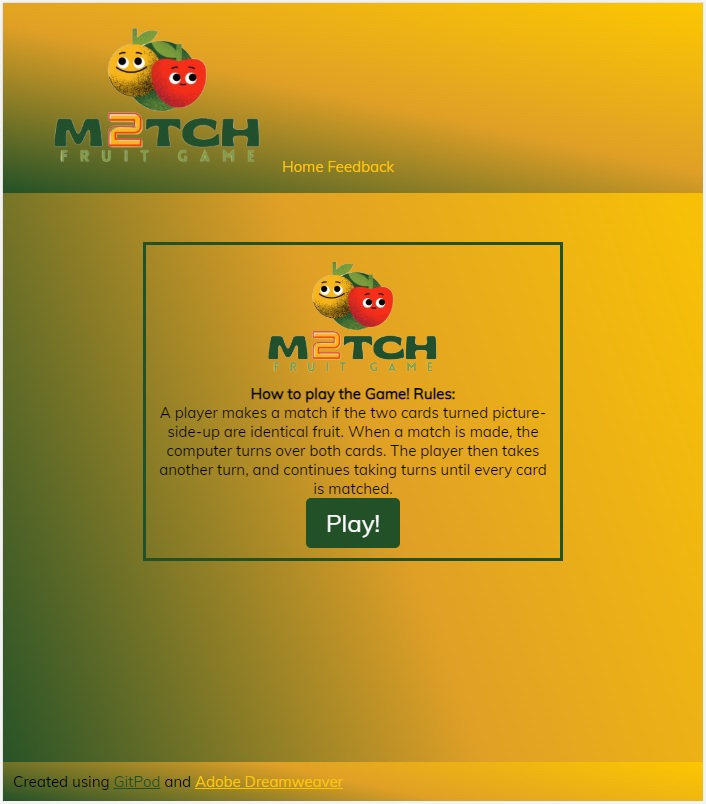 M2TCH
FRUIT GAME
Home Feedback
M2TCH
FRUIT GAME
How to play the Game! Rules:
A player makes a match if the two cards turned picture-
side-up are identical fruit. When a match is made, the
computer turns over both cards. The player then takes
another turn, and continues taking turns until every card
is matched.
Play!
Created using GitPod and Adobe Dreamweaver